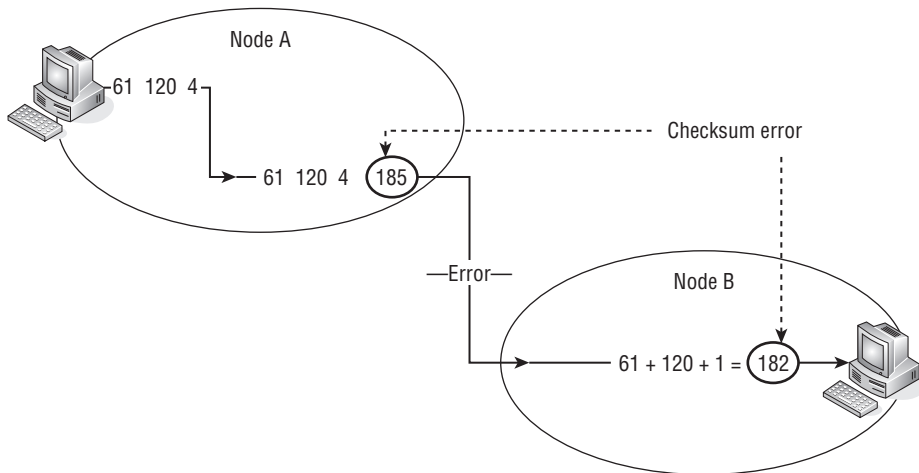 Node A
61 120 4
Checksum error
61 120 4 185
Error
Node B
61 + 120 + 1 = 182